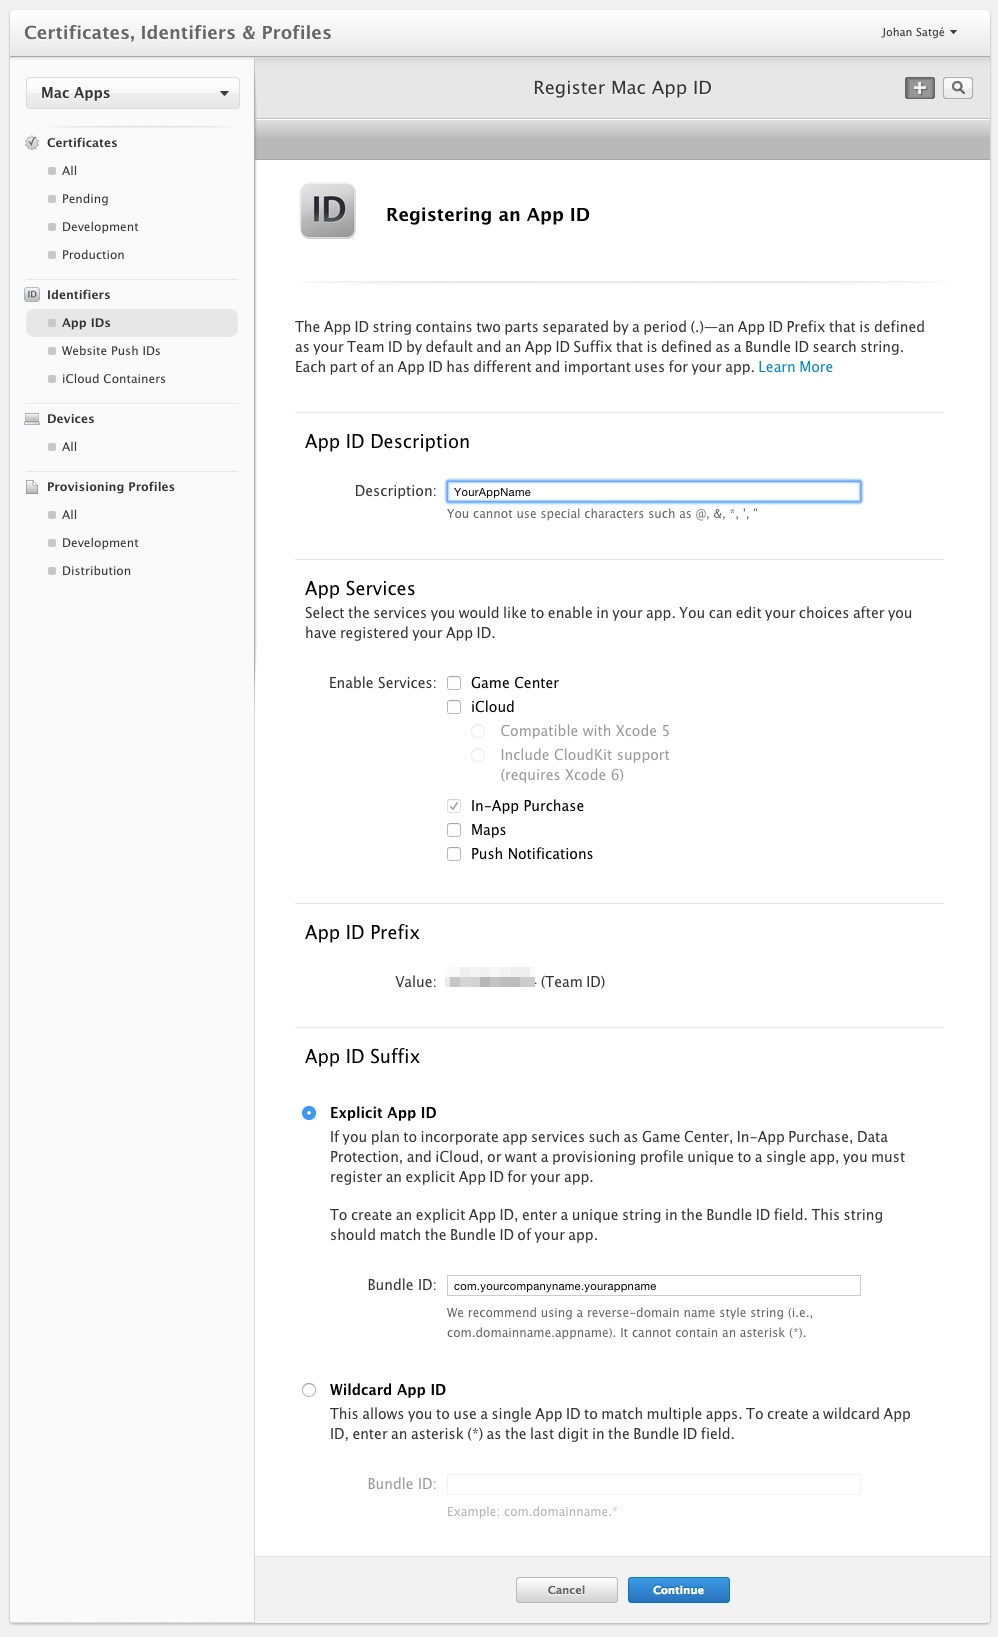 Certificates, Identifiers & Profiles
Johan Satgé
Mac Apps
Register Mac App ID
Certificates
All
Pending
Development
Production
ID Identifiers
App IDs
Website Push IDs
iCloud Containers
Devices
All
Provisioning Profiles
All
Development
Distribution
ID
Registering an App ID
The App ID string contains two parts separated by a period (.)—an App ID Prefix that is defined
as your Team ID by default and an App ID Suffix that is defined as a Bundle ID search string.
Each part of an App ID has different and important uses for your app. Learn More
App ID Description
Description: YourAppName
You cannot use special characters such as @, &, *, ', "
App Services
Select the services you would like to enable in your app. You can edit your choices after you
have registered your App ID.
Enable Services: Game Center
iCloud
Compatible with Xcode 5
Include CloudKit support
(requires Xcode 6)
In-App Purchase
Maps
Push Notifications
App ID Prefix
Value: (Team ID)
App ID Suffix
Explicit App ID
If you plan to incorporate app services such as Game Center, In-App Purchase, Data
Protection, and iCloud, or want a provisioning profile unique to a single app, you must
register an explicit App ID for your app.
To create an explicit App ID, enter a unique string in the Bundle ID field. This string
should match the Bundle ID of your app.
Bundle ID: com.yourcompanyname.yourappname
We recommend using a reverse-domain name style string (i.e.,
com.domainname.appname). It cannot contain an asterisk (*).
Wildcard App ID
This allows you to use a single App ID to match multiple apps. To create a wildcard App
ID, enter an asterisk (*) as the last digit in the Bundle ID field.
Bundle ID:
Example: com.domainname.*
Cancel
Continue